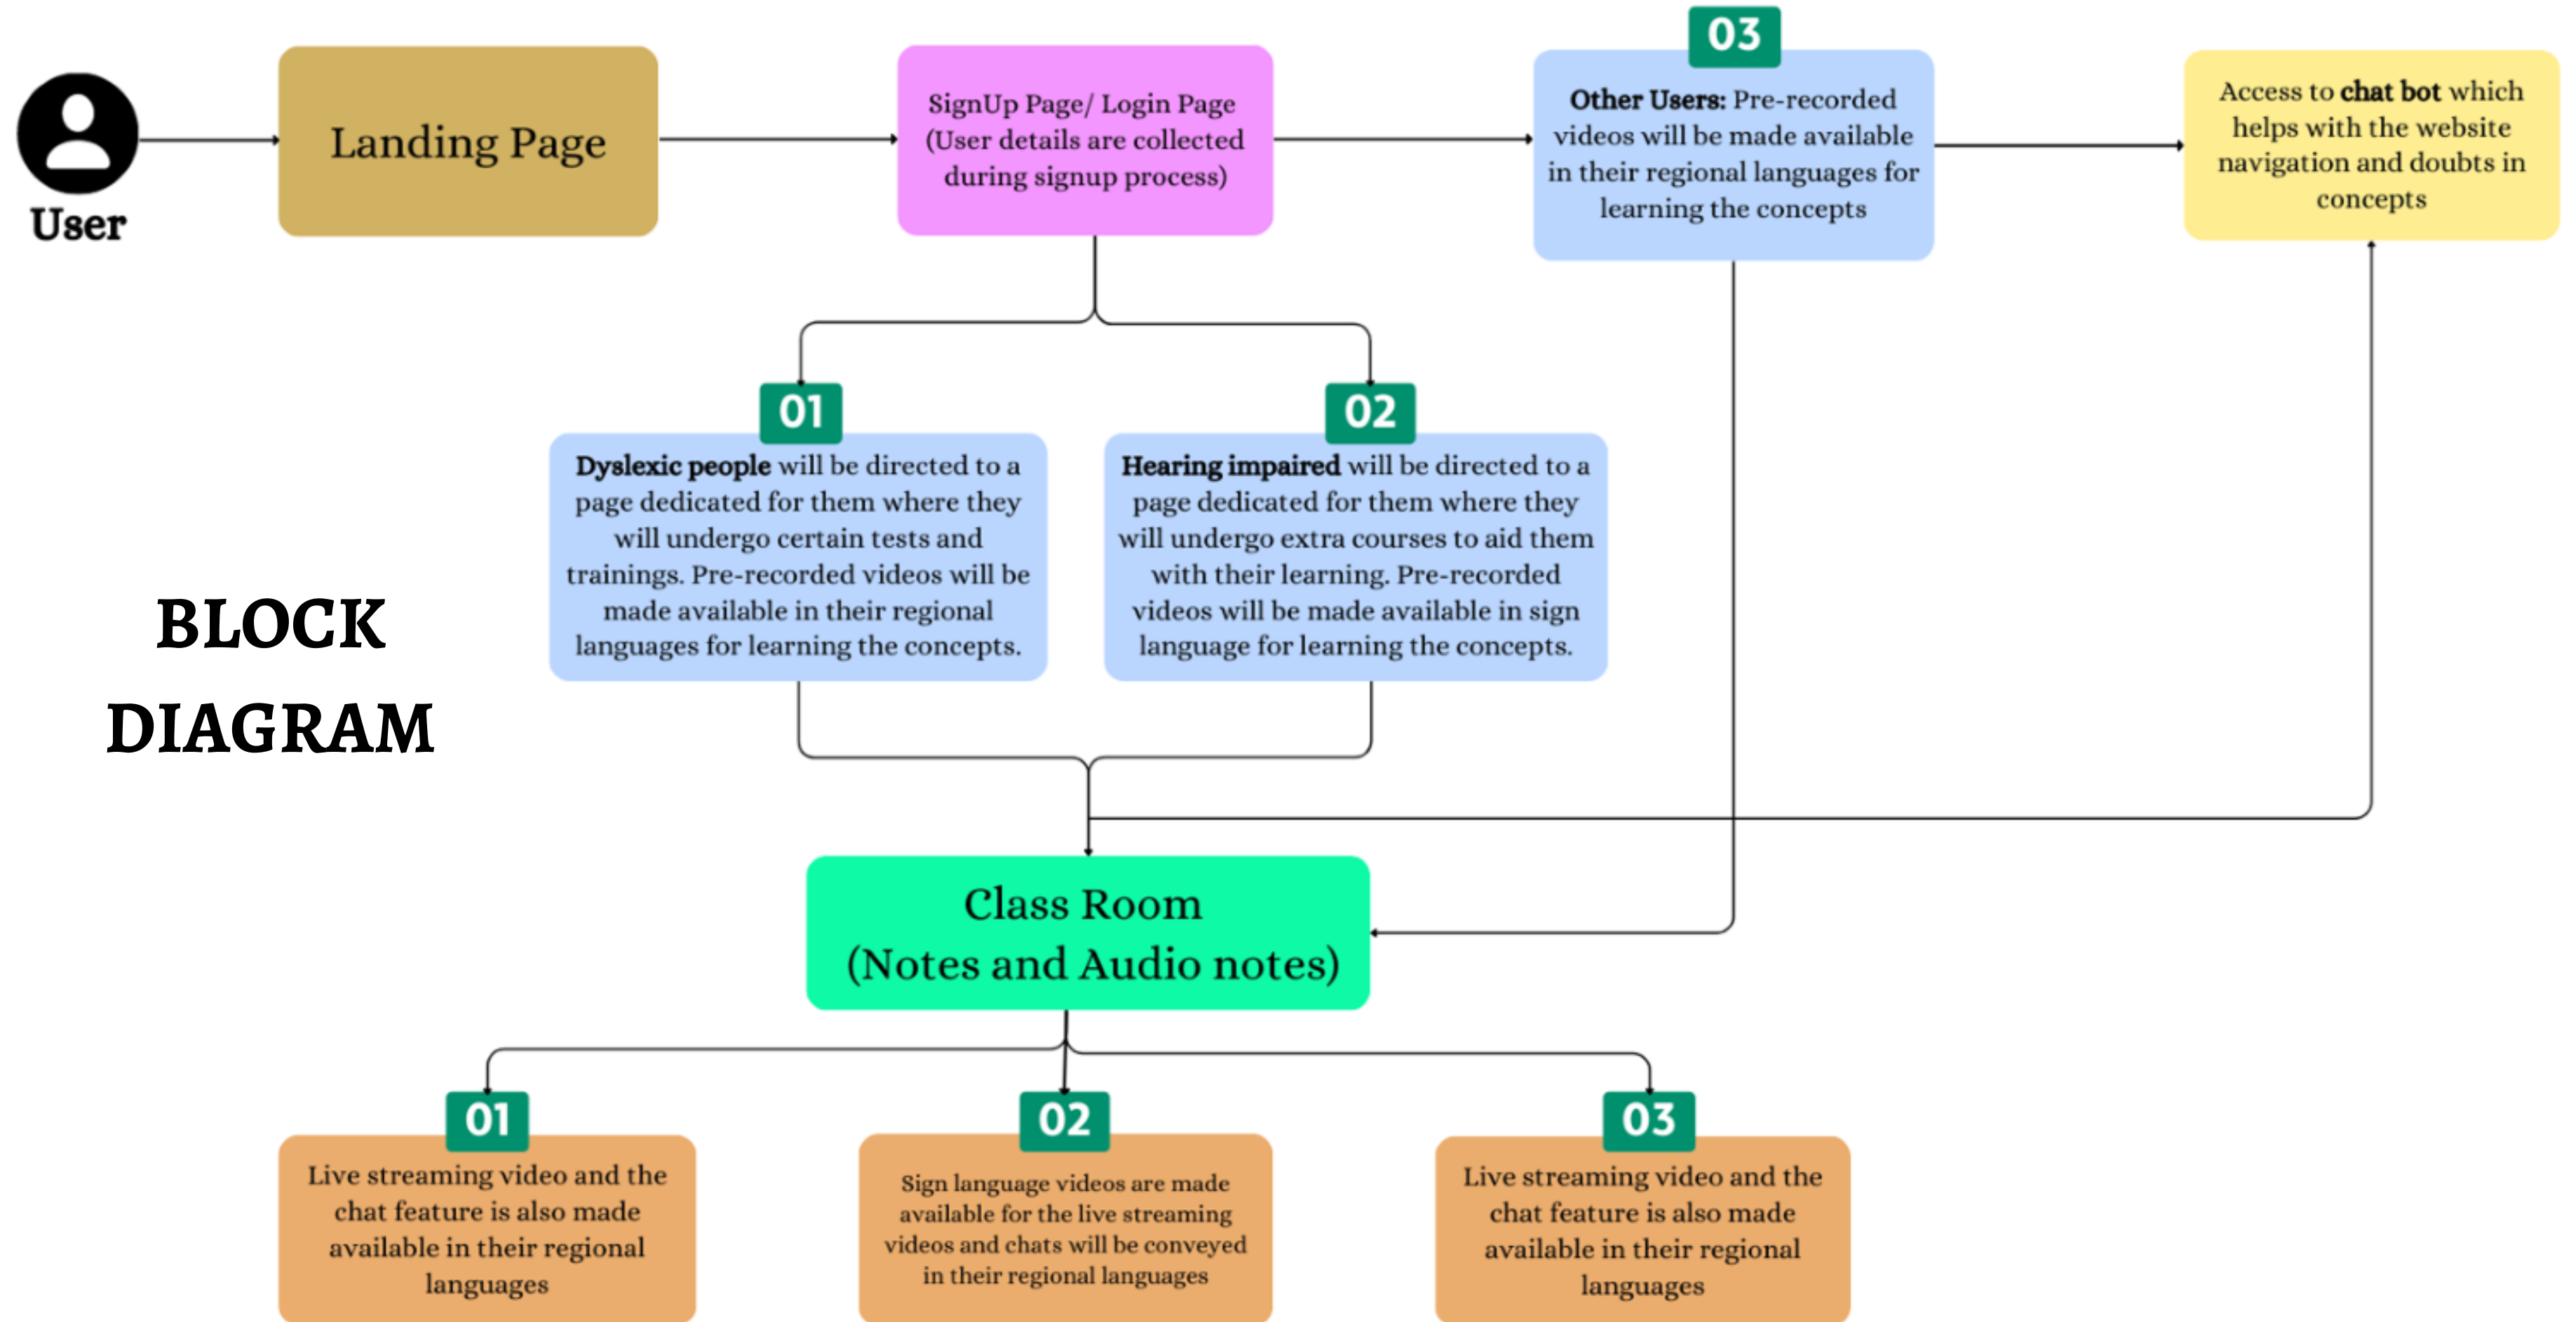 User
Landing Page
SignUp Page/ Login Page
(User details are collected
during signup process)
03
Other Users: Pre-recorded
videos will be made available
in their regional languages for
learning the concepts
Access to chat bot which
helps with the website
navigation and doubts in
concepts
01
Dyslexic people will be directed to a
page dedicated for them where they
will undergo certain tests and
trainings. Pre-recorded videos will be
made available in their regional
languages for learning the concepts.
02
Hearing impaired will be directed to a
page dedicated for them where they
will undergo extra courses to aid them
with their learning. Pre-recorded
videos will be made available in sign
language for learning the concepts.
BLOCK
DIAGRAM
Class Room
(Notes and Audio notes)
01
Live streaming video and the
chat feature is also made
available in their regional
languages
02
Sign language videos are made
available for the live streaming
videos and chats will be conveyed
in their regional languages
03
Live streaming video and the
chat feature is also made
available in their regional
languages